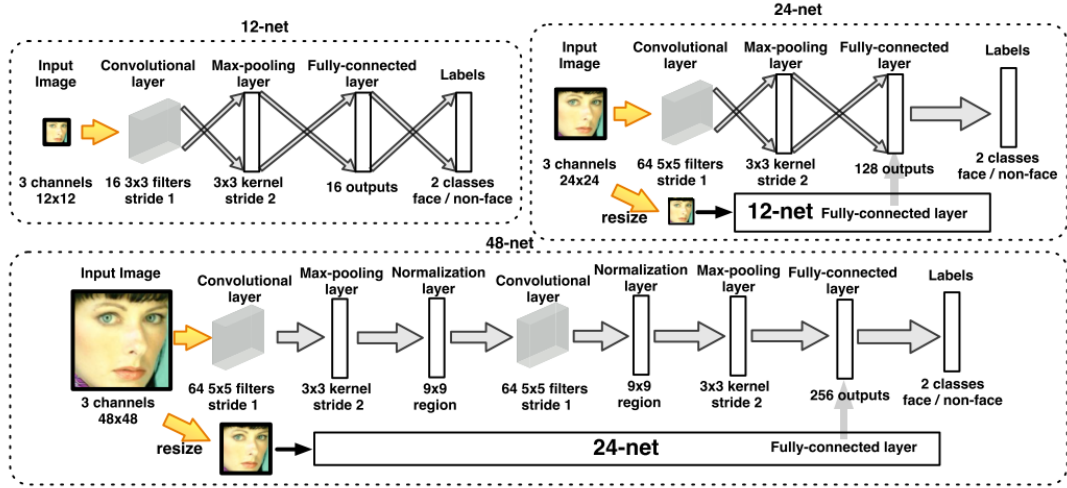 12-net
Input
Image
Convolutional
layer
Max-pooling
layer
Fully-connected
layer
Labels
3 channels
12x12
16 3x3 filters
stride 1
3x3 kernel
stride 2
16 outputs
2 classes
face / non-face
24-net
Input
Image
Convolutional
layer
Max-pooling
layer
Fully-connected
layer
Labels
3 channels
24x24
64 5x5 filters
stride 1
3x3 kernel
stride 2
128 outputs
2 classes
face / non-face
resize
12-net Fully-connected layer
48-net
Input Image
Convolutional
layer
Max-pooling
layer
Normalization
layer
Convolutional
layer
Normalization
layer
Max-pooling
layer
Fully-connected
layer
Labels
3 channels
48x48
64 5x5 filters
stride 1
3x3 kernel
stride 2
9x9
region
64 5x5 filters
stride 1
9x9
region
3x3 kernel
stride 2
256 outputs
2 classes
face / non-face
resize
24-net
Fully-connected layer